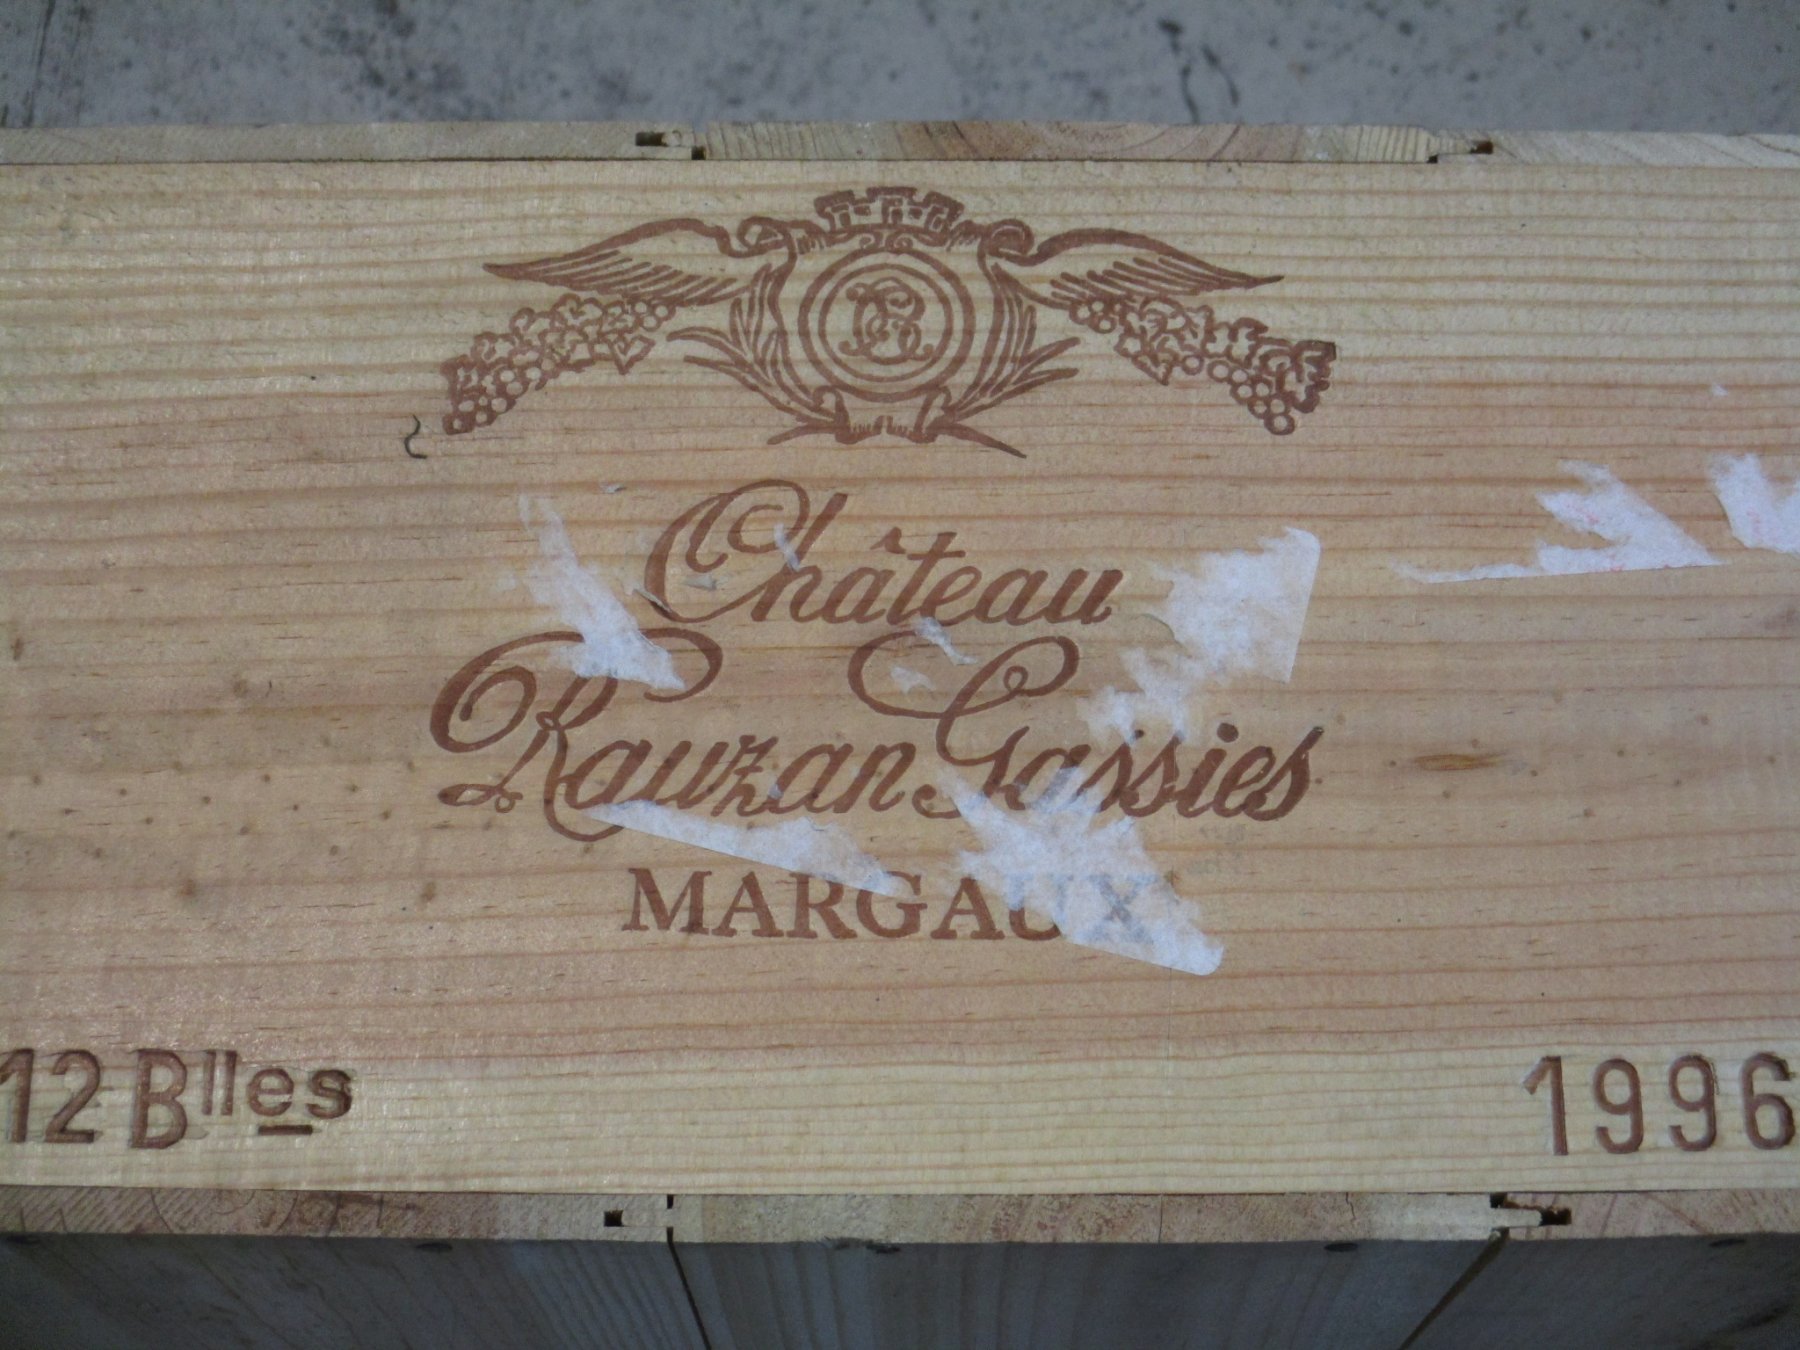 Château
Rauzan Gassies
MARGAUX
12 Blles
1996